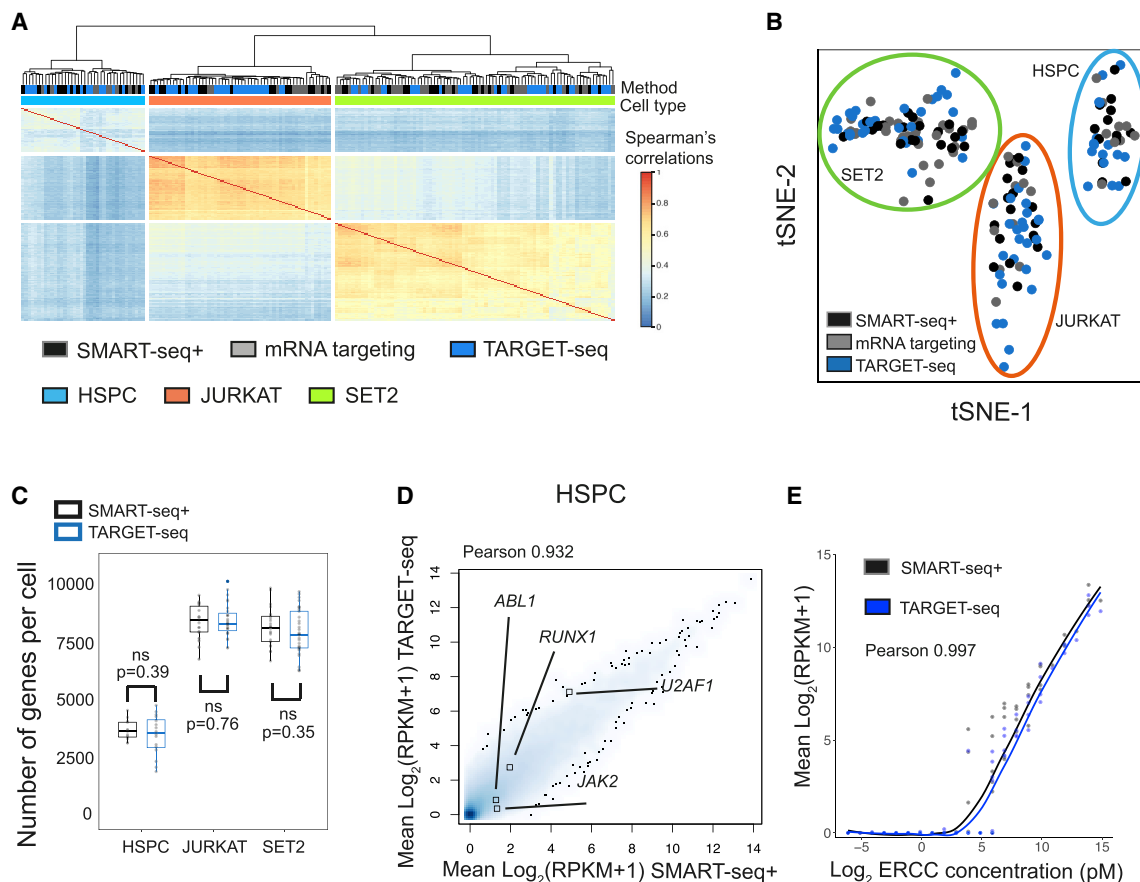 A
Method
Cell type
Spearman's
correlations
1
0.8
0.6
0.4
0.2
0
SMART-seq+ mRNA targeting TARGET-seq
HSPC JURKAT SET2
B
HSPC
SET2
JURKAT
SMART-seq+
mRNA targeting
TARGET-seq
tSNE-2
tSNE-1
C
SMART-seq+
TARGET-seq
Number of genes per cell
10000
7500
5000
2500
0
ns
p=0.39
ns
p=0.76
ns
p=0.35
HSPC JURKAT SET2
D
HSPC
Pearson 0.932
Mean Log2(RPKM+1) TARGET-seq
14
12
10
8
6
4
2
0
ABL1
RUNX1
U2AF1
JAK2
0 2 4 6 8 10 12 14
Mean Log2(RPKM+1) SMART-seq+
E
SMART-seq+
TARGET-seq
Pearson 0.997
Mean Log2(RPKM+1)
15
10
5
0
−5 0 5 10 15
Log2 ERCC concentration (pM)